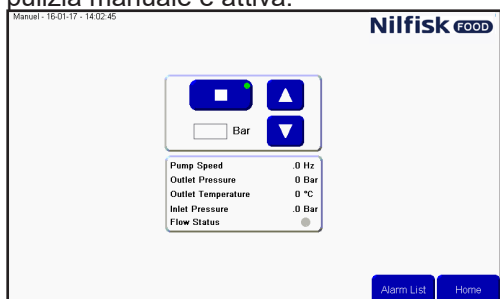 pulizia manuale è attiva.
Manuel - 16-01-17 - 14:02:45
Nilfisk FOOD
Bar
Pump Speed .0 Hz
Outlet Pressure 0 Bar
Outlet Temperature 0 °C
Inlet Pressure .0 Bar
Flow Status
Alarm List Home